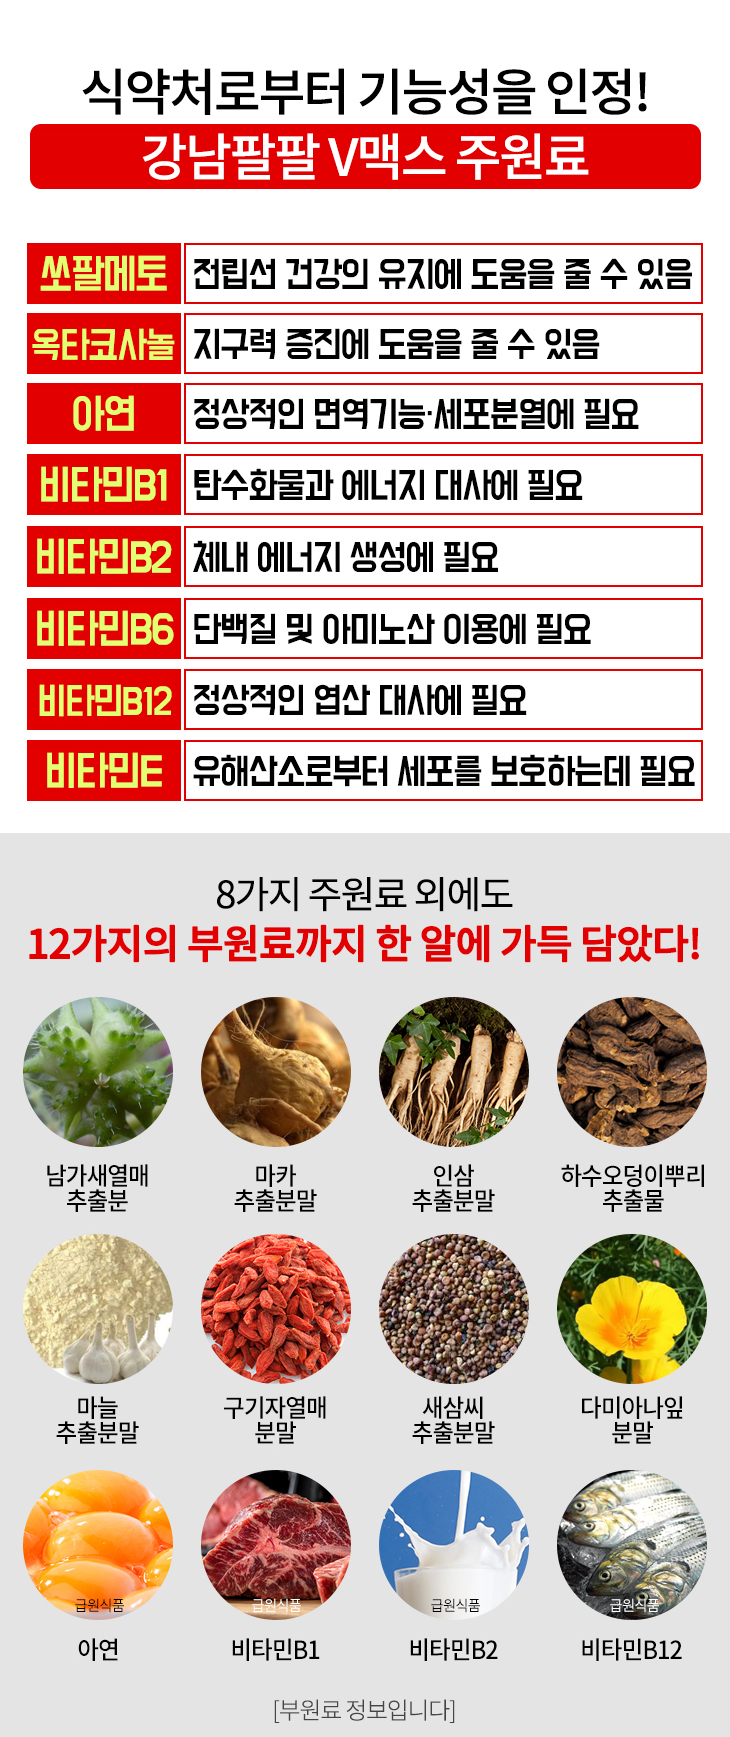 식약처로부터 기능성을 인정!
강남팔팔 V맥스 주원료
쏘팔메토
전립선 건강의 유지에 도움을 줄 수 있음
옥타코사놀
지구력 증진에 도움을 줄 수 있음
아연
정상적인 면역기능·세포분열에 필요
비타민B1
탄수화물과 에너지 대사에 필요
비타민B2
체내 에너지 생성에 필요
비타민B6
단백질 및 아미노산 이용에 필요
비타민B12
정상적인 엽산 대사에 필요
비타민E
유해산소로부터 세포를 보호하는데 필요
8가지 주원료 외에도
12가지의 부원료까지 한 알에 가득 담았다!
남가새열매
추출분
마카
추출분말
인삼
추출분말
하수오덩이뿌리
추출물
마늘
추출분말
구기자열매
분말
새삼씨
추출분말
다미아나잎
분말
급원식품
아연
급원식품
비타민B1
급원식품
비타민B2
급원식품
비타민B12
[부원료 정보입니다]